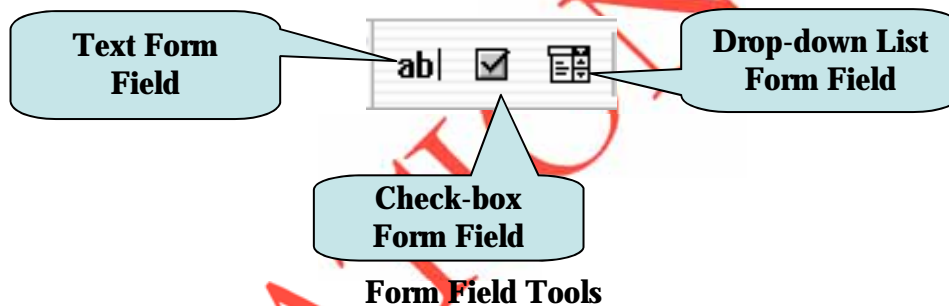 Text Form
Field
ab|
Drop-down List
Form Field
Check-box
Form Field
Form Field Tools